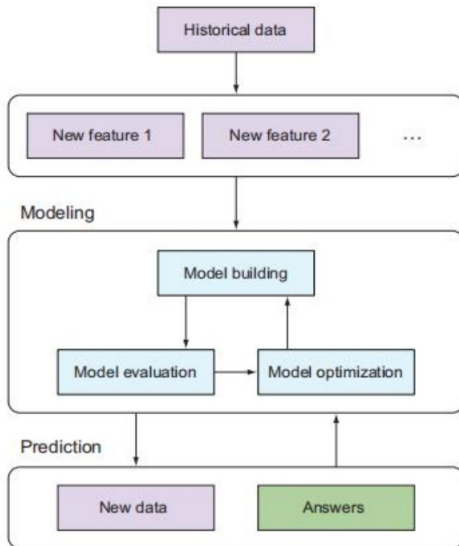 Historical data
New feature 1
New feature 2
...
Modeling
Model building
Model evaluation
Model optimization
Prediction
New data
Answers